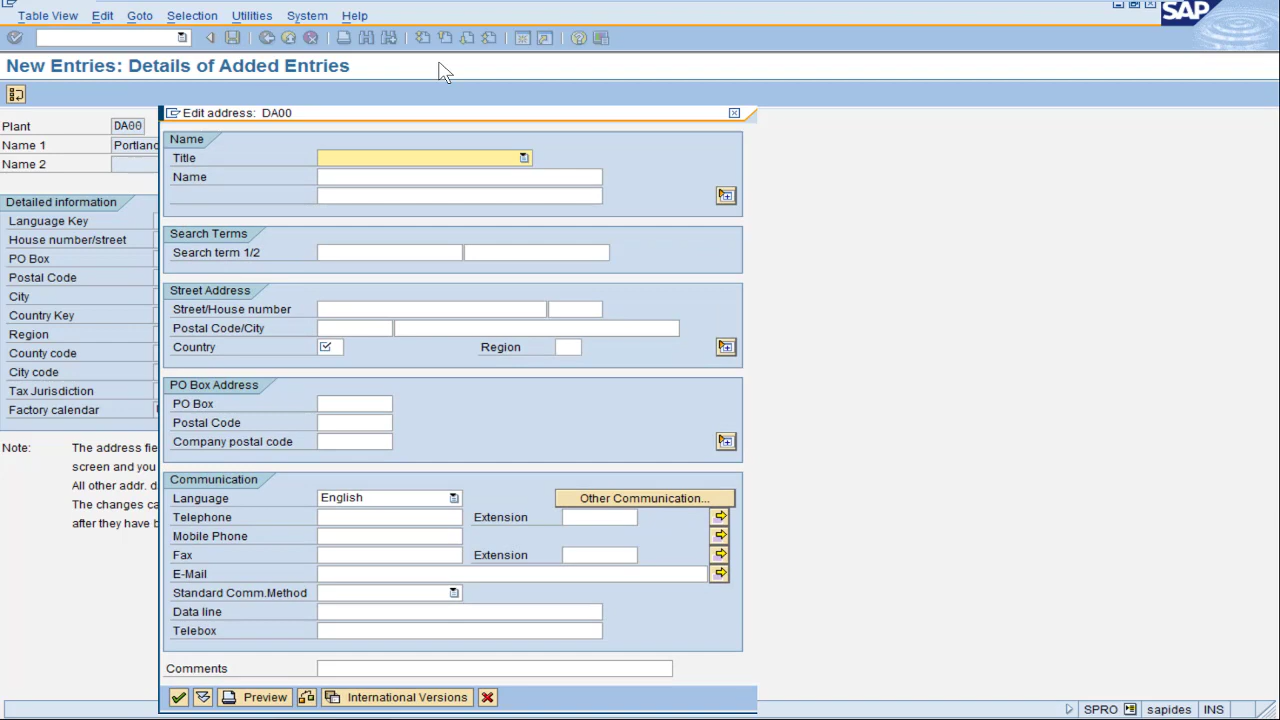 Table View Edit Goto Selection Utilities System Help
SAP
New Entries: Details of Added Entries
Plant DA00
Name 1
Name 2
Detailed information
Language Key
House number/street
PO Box
Postal Code
City
Country Key
Region
County code
City code
Tax Jurisdiction
Factory calendar
Note: The address
screen and you
All other addr.
The changes
after they have
Edit address: DA00
Name
Title
Name
Search Terms
Search term 1/2
Street Address
Street/House number
Postal Code/City
Country Region
PO Box Address
PO Box
Postal Code
Company postal code
Communication
Language English Other Communication...
Telephone Extension
Mobile Phone
Fax Extension
E-Mail
Standard Comm.Method
Data line
Telebox
Comments
Preview International Versions
SPRO sapides INS